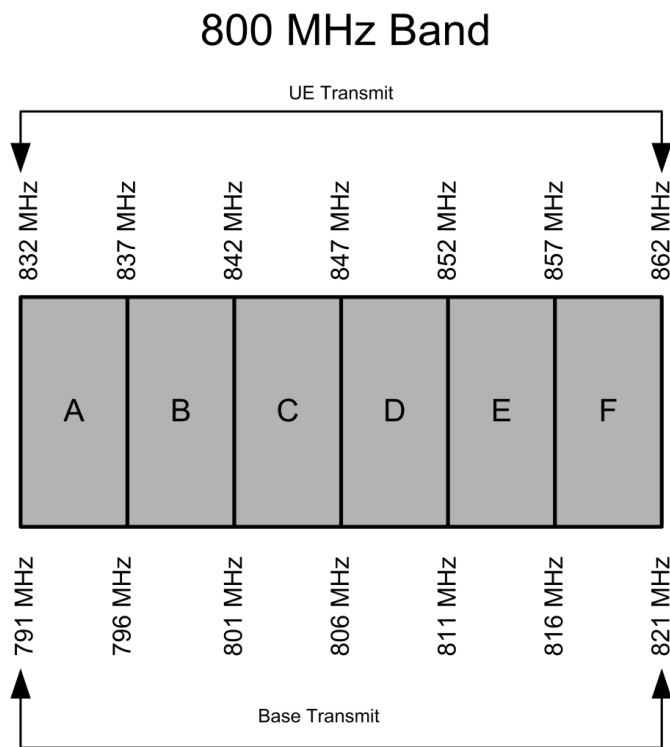 800 MHz Band
UE Transmit
832 MHz
837 MHz
842 MHz
847 MHz
852 MHz
857 MHz
862 MHz
A
B
C
D
E
F
791 MHz
796 MHz
801 MHz
806 MHz
811 MHz
816 MHz
821 MHz
Base Transmit